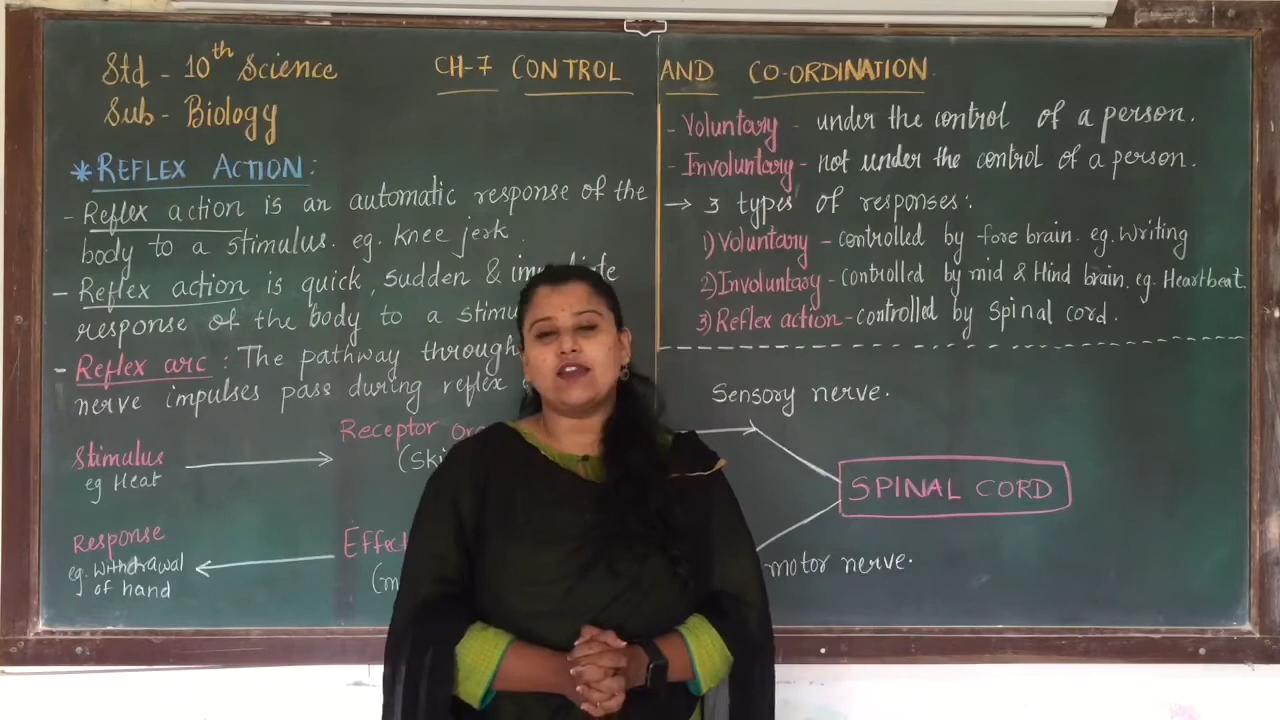 Std - 10th Science
Sub - Biology
CH-7 CONTROL AND CO-ORDINATION
* REFLEX ACTION:
- Reflex action is an automatic response of the
body to a stimulus. eg. knee jerk
- Reflex action is quick, sudden &
response of the body to a
- Reflex arc : The pathway through
nerve impulses pass during reflex
Stimulus
eg Heat
Receptor
Response
eg. withdrawal
of hand
- Voluntary - under the control of a person.
- Involuntary - not under the control of a person.
→ 3 types of responses:
1) Voluntary - controlled by fore brain. eg. Writing
2) Involuntary - controlled by mid & Hind brain. eg. Heartbeat
3) Reflex action - controlled by Spinal cord.
Sensory nerve.
SPINAL CORD
motor nerve.